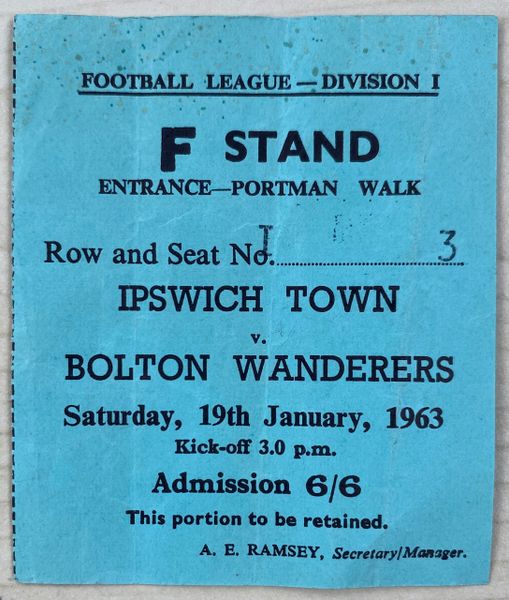 FOOTBALL LEAGUE — DIVISION I
F STAND
ENTRANCE—PORTMAN WALK
Row and Seat No. I 3
IPSWICH TOWN
v.
BOLTON WANDERERS
Saturday, 19th January, 1963
Kick-off 3.0 p.m.
Admission 6/6
This portion to be retained.
A. E. RAMSEY, Secretary/Manager.